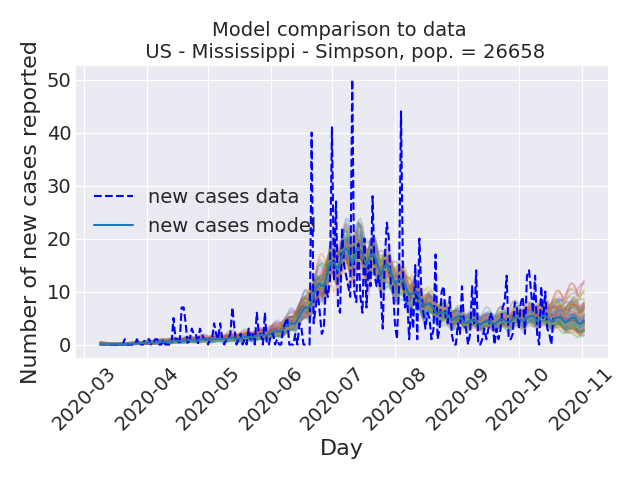 Model comparison to data
US - Mississippi - Simpson, pop. = 26658
Number of new cases reported
50
40
30
20
10
0
new cases data
new cases model
2020-03
2020-04
2020-05
2020-06
2020-07
2020-08
2020-09
2020-10
2020-11
Day